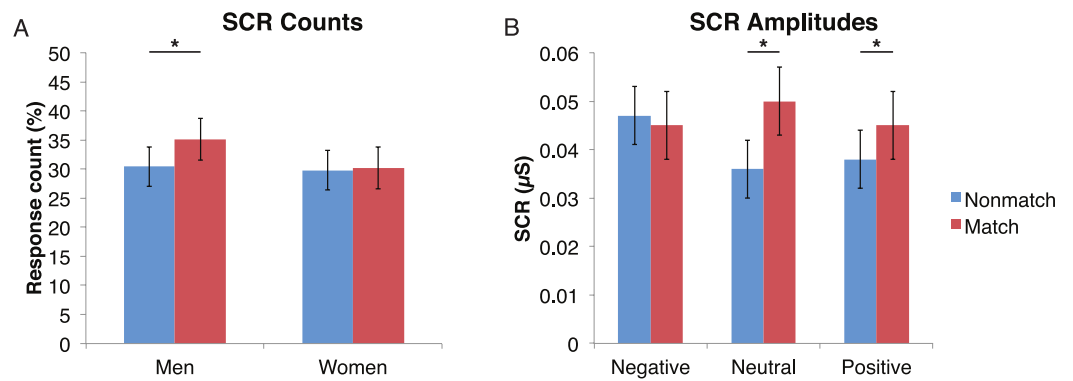 A
SCR Counts
*
50
45
40
35
30
25
20
15
10
5
0
Response count (%)
Men
Women
B
SCR Amplitudes
*
*
0.06
0.05
0.04
0.03
0.02
0.01
0
SCR (µS)
Negative
Neutral
Positive
Nonmatch
Match